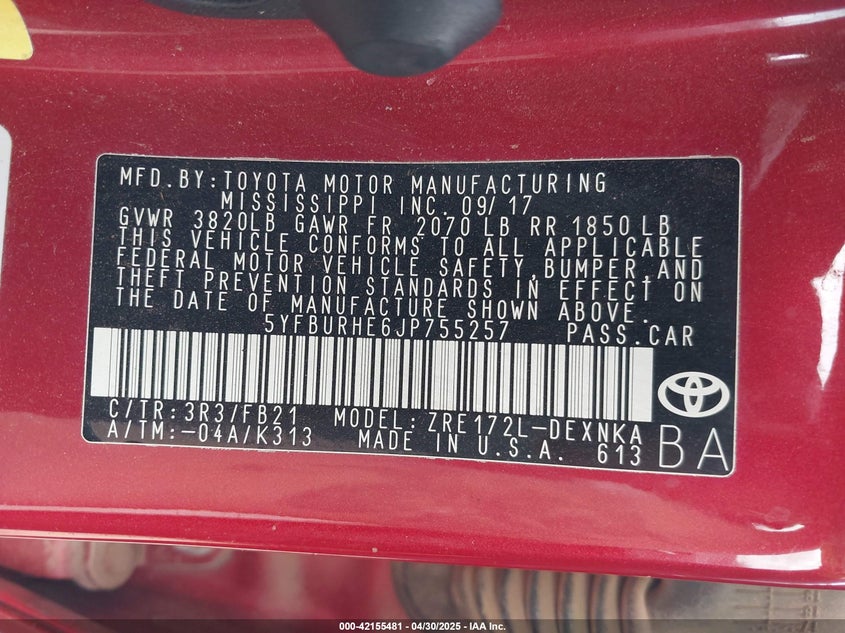 MFD.BY:TOYOTA MOTOR MANUFACTURING
MISSISSIPPI INC. 09/17
GVWR 3820LB GAWR FR 2070 LB RR 1850 LB
THIS VEHICLE CONFORMS TO ALL APPLICABLE
FEDERAL MOTOR VEHICLE SAFETY,BUMPER,AND
THEFT PREVENTION STANDARDS IN EFFECT ON
THE DATE OF MANUFACTURE SHOWN ABOVE.
5YFBURHE6JP755257 PASS.CAR
C/TR:3R3/FB21 MODEL:ZRE172L-DEXNKA
A/TM:-04A/K313 MADE IN U.S.A. 613
BA
000-42155481 - 04/30/2025 - IAA Inc.